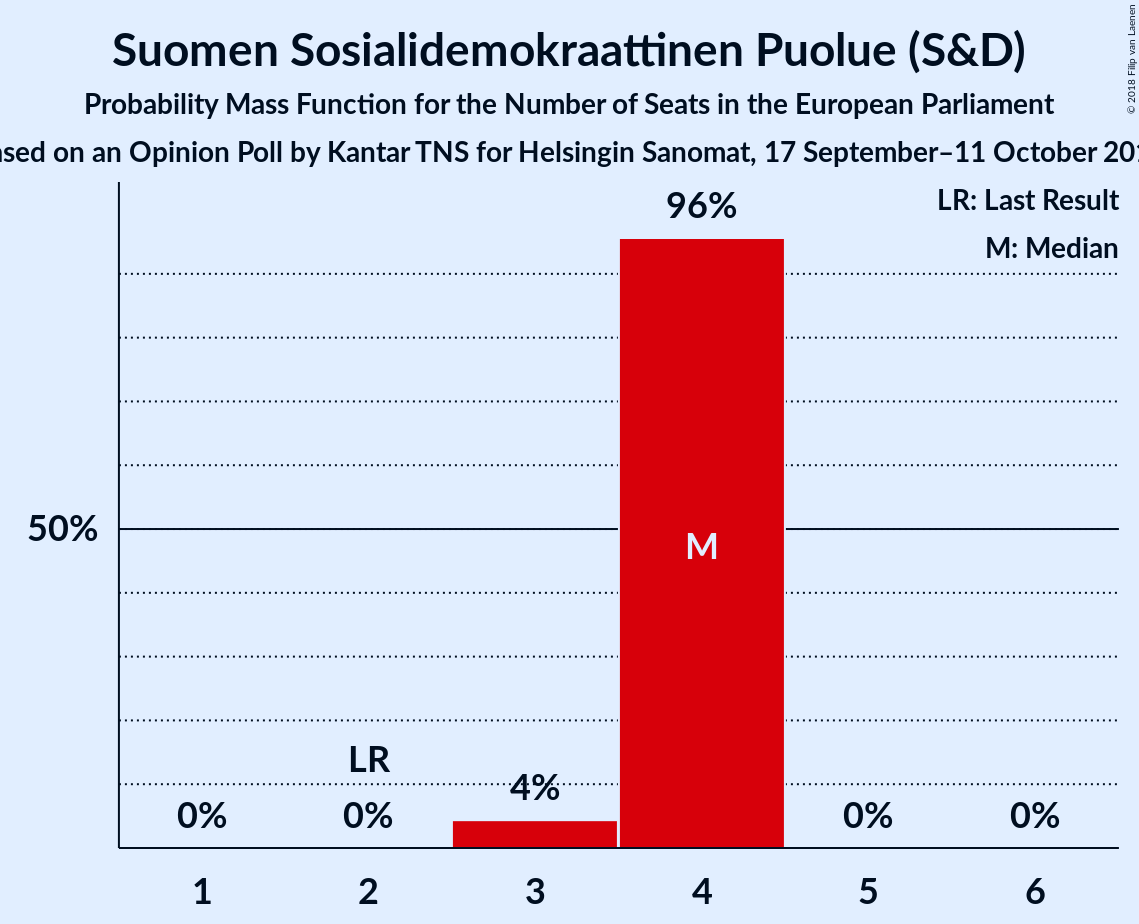 Suomen Sosialidemokraattinen Puolue (S&D)
Probability Mass Function for the Number of Seats in the European Parliament
on an Opinion Poll by Kantar TNS for Helsingin Sanomat, 17 September–11 October
© 2018 Filip van Laenen
LR: Last Result
M: Median
96%
50%
M
LR
4%
0%
0%
0%
0%
1
2
3
4
5
6